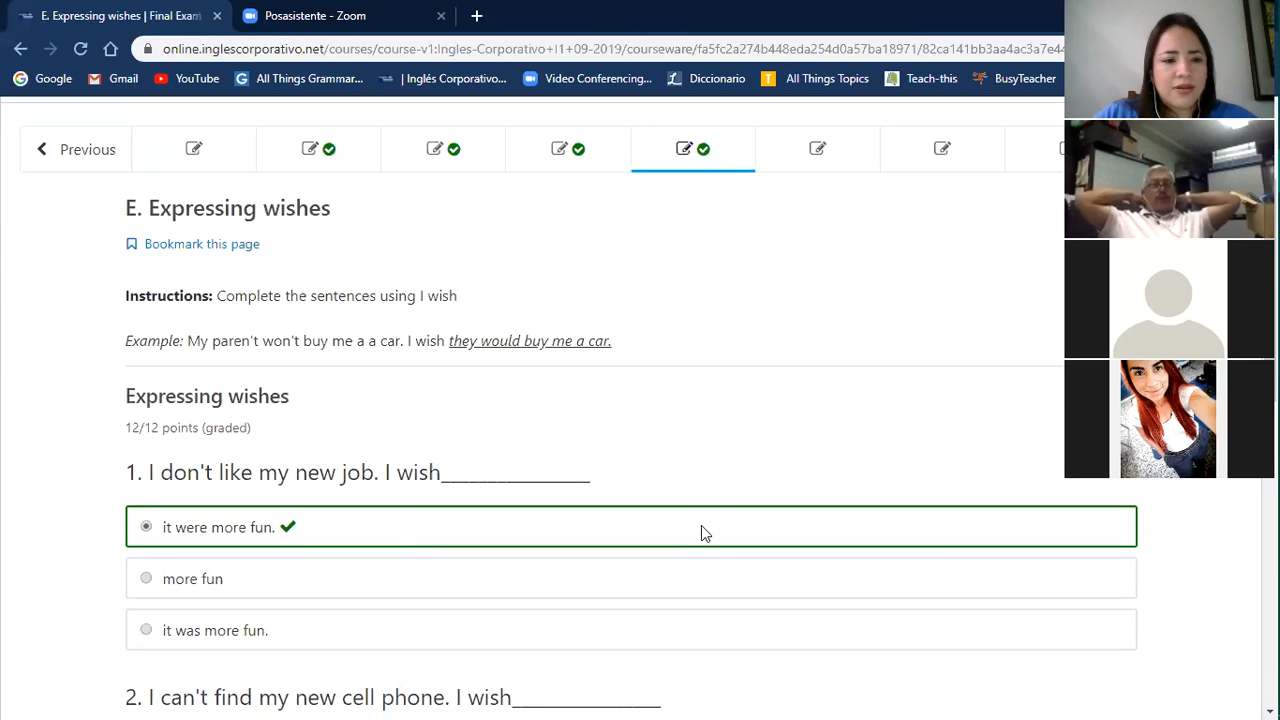 E. Expressing wishes | Final Exam
Posasistente - Zoom
online.inglescorporativo.net/courses/course-v1:Ingles-Corporativo+I1+09-2019/courseware/fa5fc2a274b448eda254d0a57ba18971/82ca141bb3aa4ac3a7e44
Google
Gmail
YouTube
All Things Grammar...
| Inglés Corporativo...
Video Conferencing...
Diccionario
All Things Topics
Teach-this
BusyTeacher
Previous
E. Expressing wishes
Bookmark this page
Instructions: Complete the sentences using I wish
Example: My paren't won't buy me a a car. I wish they would buy me a car.
Expressing wishes
12/12 points (graded)
1. I don't like my new job. I wish________________
it were more fun.
more fun
it was more fun.
2. I can't find my new cell phone. I wish________________